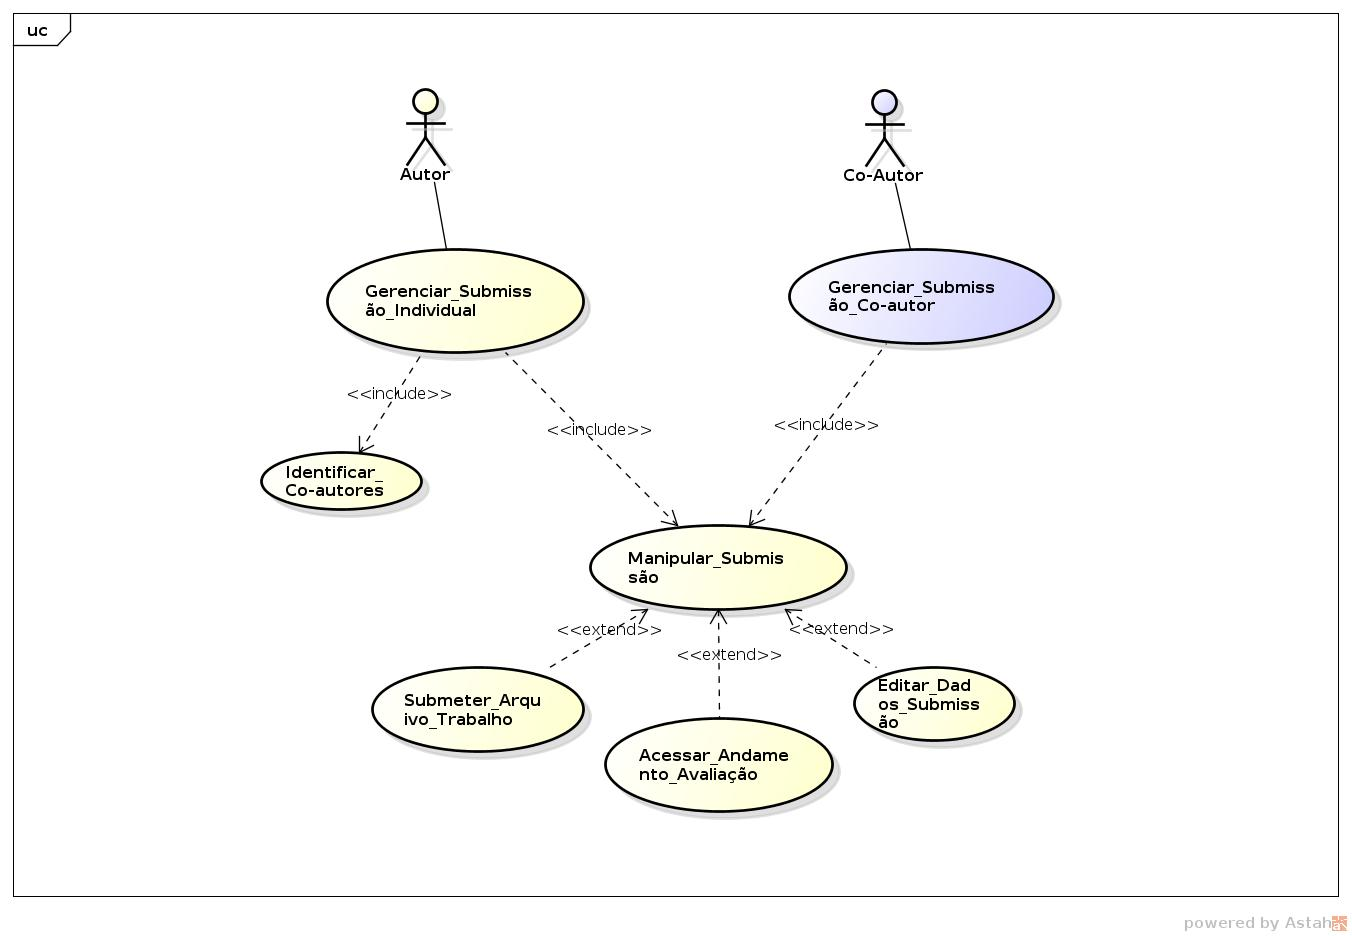 uc
Autor
Co-Autor
Gerenciar_Submiss
ão_Individual
Gerenciar_Submiss
ão_Co-autor
<<include>>
<<include>>
<<include>>
Identificar_
Co-autores
Manipular_Submis
são
<<extend>>
<<extend>>
<<extend>>
Submeter_Arqu
ivo_Trabalho
Acessar_Andame
nto_Avaliação
Editar_Dad
os_Submiss
ão
powered by Astah